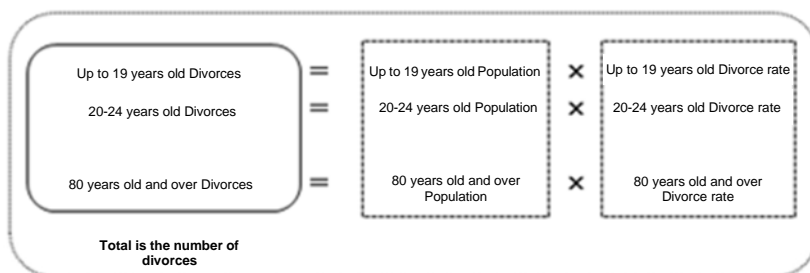 Up to 19 years old Divorces = Up to 19 years old Population × Up to 19 years old Divorce rate
20-24 years old Divorces = 20-24 years old Population × 20-24 years old Divorce rate
80 years old and over Divorces = 80 years old and over × 80 years old and over
Population Divorce rate
Total is the number of
divorces